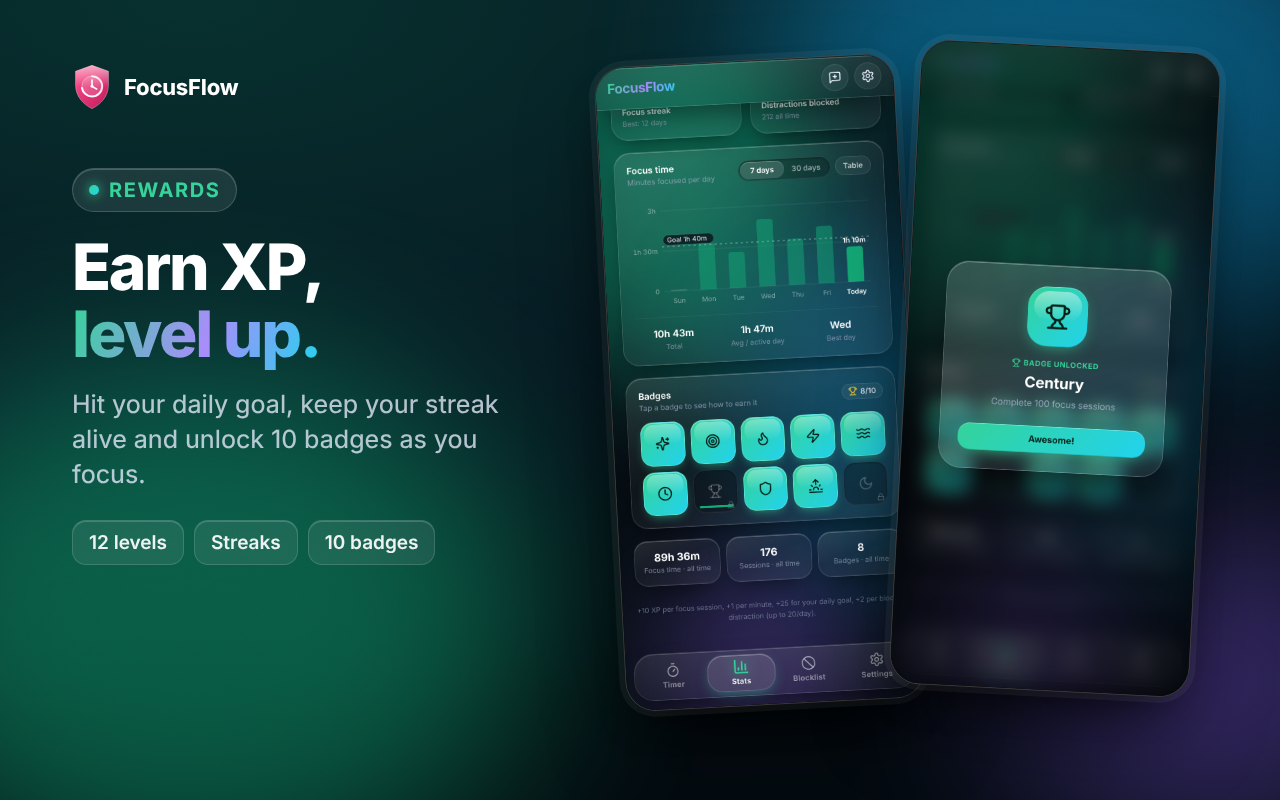 FocusFlow
REWARDS
Earn XP,
level up.
Hit your daily goal, keep your streak
alive and unlock 10 badges as you
focus.
12 levels
Streaks
10 badges
FocusFlow
Focus streak
Best: 12 days
Distractions blocked
212 all time
Focus time
Minutes focused per day
7 days
30 days
Table
2h
1h 30m
0
Goal 1h 40m
1h 19m
Sun
Mon
Tue
Wed
Thu
Fri
Today
10h 43m
Total
1h 47m
Avg / active day
Wed
Best day
Badges
Tap a badge to see how to earn it
8/10
89h 36m
Focus time · all time
176
Sessions · all time
8
Badges · all time
+10 XP per focus session, +1 per minute, +25 for your daily goal, +2 per
distraction (up to 20/day).
Timer
Stats
Blocklist
Settings
BADGE UNLOCKED
Century
Complete 100 focus sessions
Awesome!